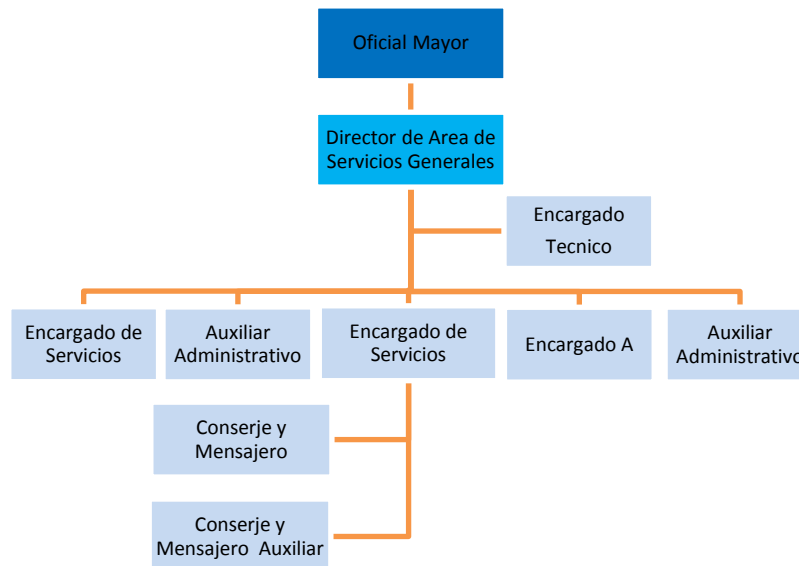 Oficial Mayor
Director de Area de
Servicios Generales
Encargado
Tecnico
Encargado de
Servicios
Auxiliar
Administrativo
Encargado de
Servicios
Encargado A
Auxiliar
Administrativo
Conserje y
Mensajero
Conserje y
Mensajero Auxiliar